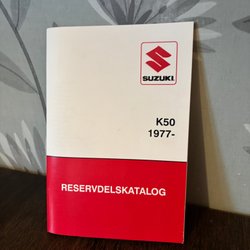 SUZUKI
K50
1977-
RESERVDELSKATALOG